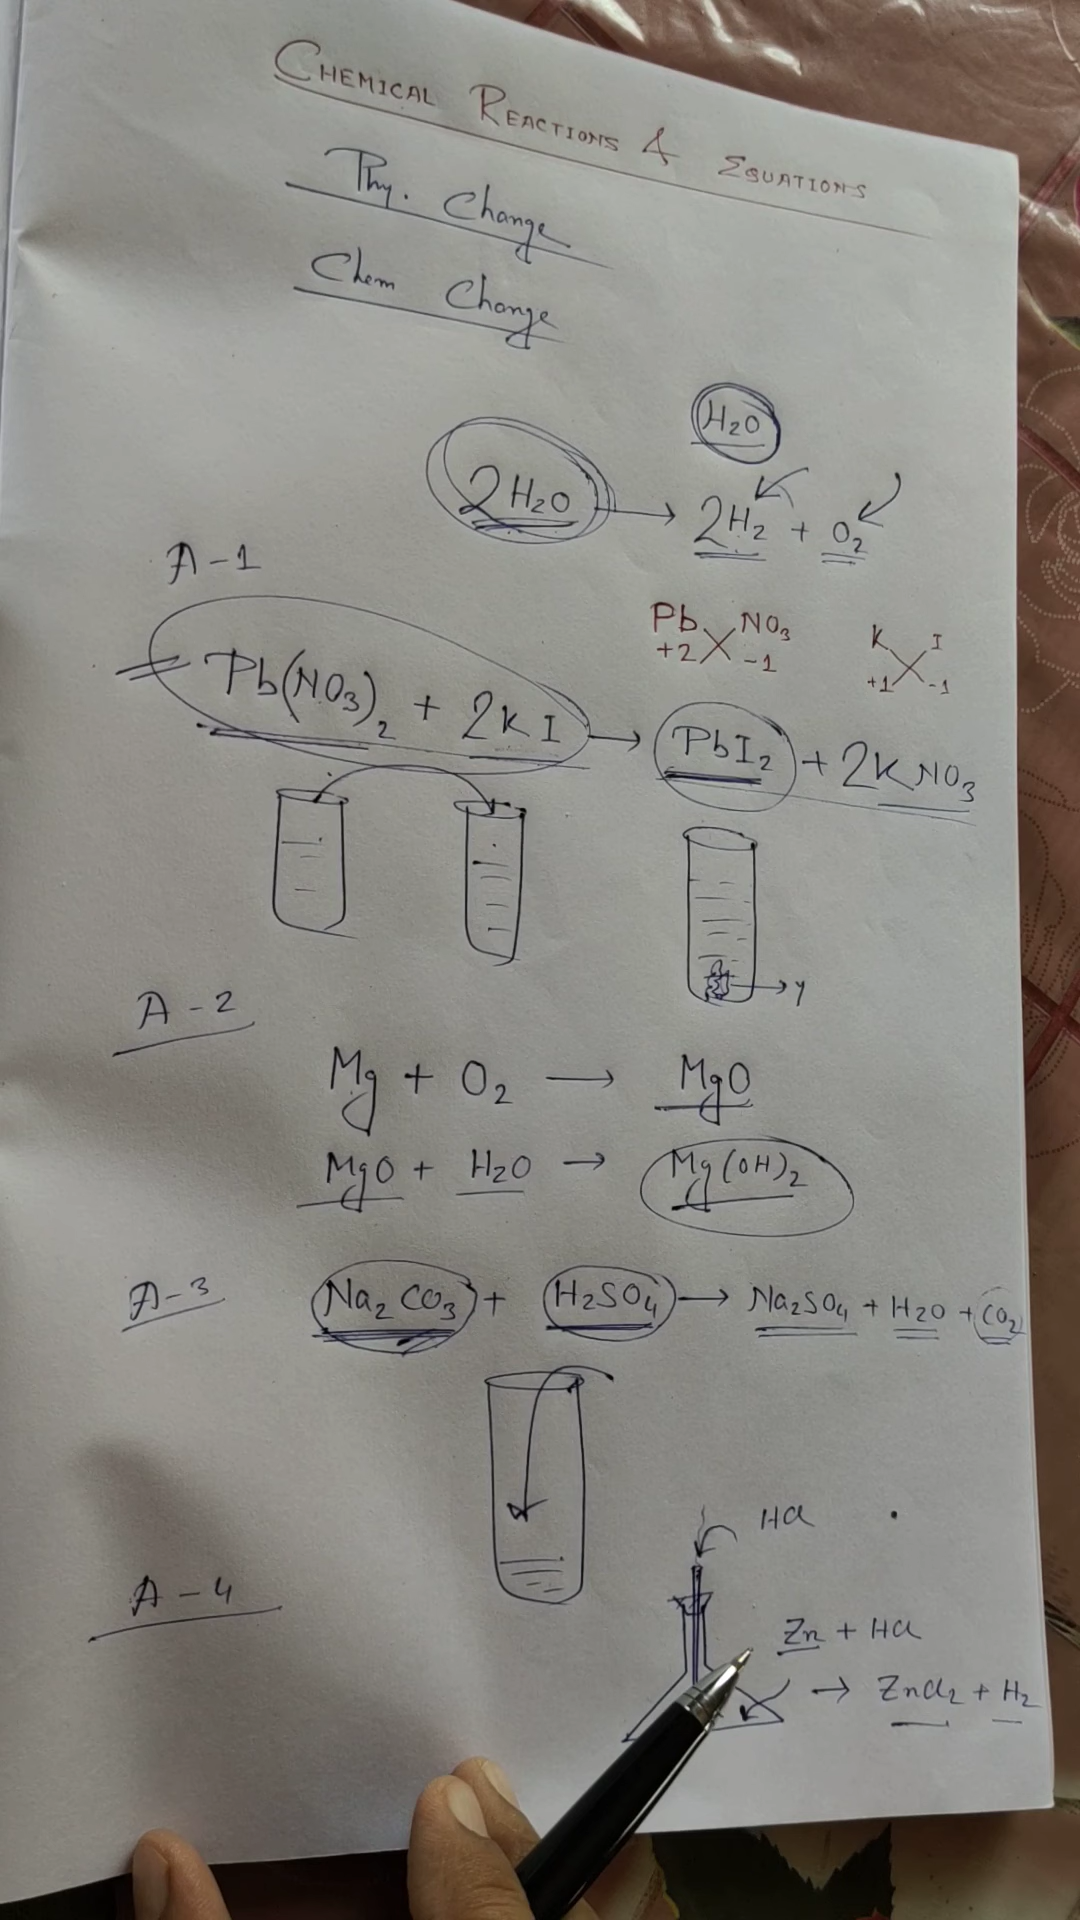 CHEMICAL REACTIONS & EQUATIONS
Phy. Change
Chem Change
H₂O
2H₂O → 2H₂ + O₂
A-1
Pb NO₃ K I
+2 -1 +1 -1
Pb(NO₃)₂ + 2KI → PbI₂ + 2KNO₃
→ y
A-2
Mg + O₂ → MgO
MgO + H₂O → Mg(OH)₂
A-3 Na₂CO₃ + H₂SO₄ → Na₂SO₄ + H₂O + CO₂
HCl
A-4
Zn + HCl
→ ZnCl₂ + H₂